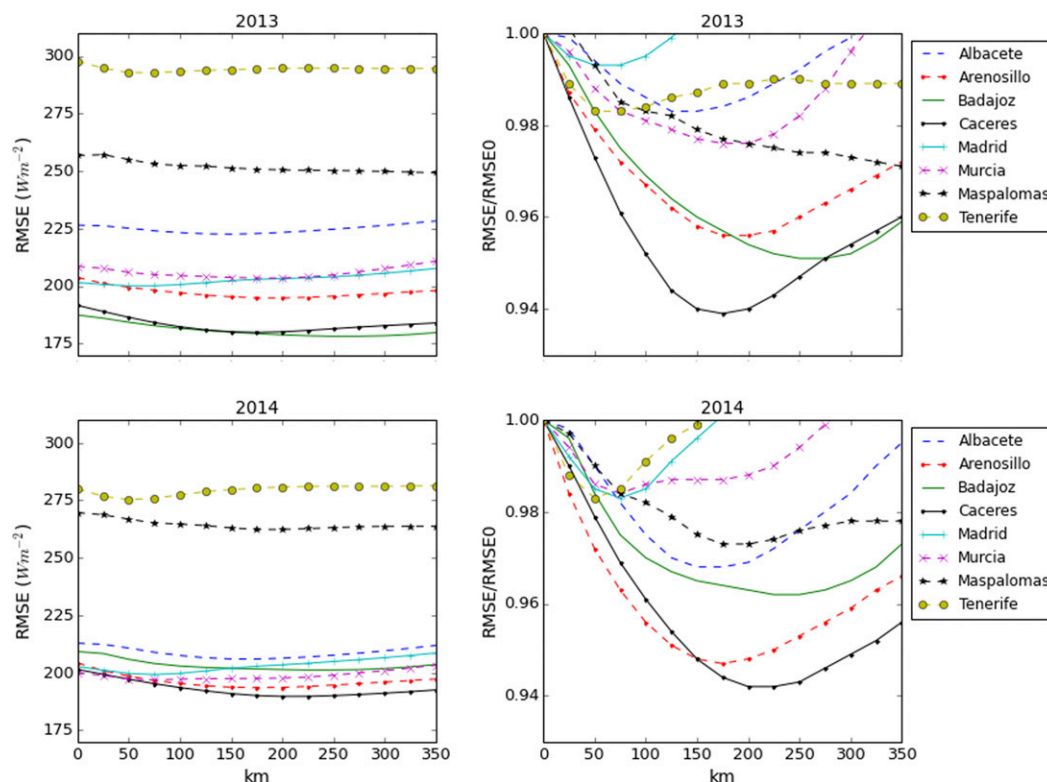 2013
RMSE (Wm⁻²)
300
275
250
225
200
175
2013
RMSE/RMSE0
1.00
0.98
0.96
0.94
Albacete
Arenosillo
Badajoz
Caceres
Madrid
Murcia
Maspalomas
Tenerife
2014
RMSE (Wm⁻²)
300
275
250
225
200
175
0 50 100 150 200 250 300 350
km
2014
RMSE/RMSE0
1.00
0.98
0.96
0.94
0 50 100 150 200 250 300 350
km
Albacete
Arenosillo
Badajoz
Caceres
Madrid
Murcia
Maspalomas
Tenerife